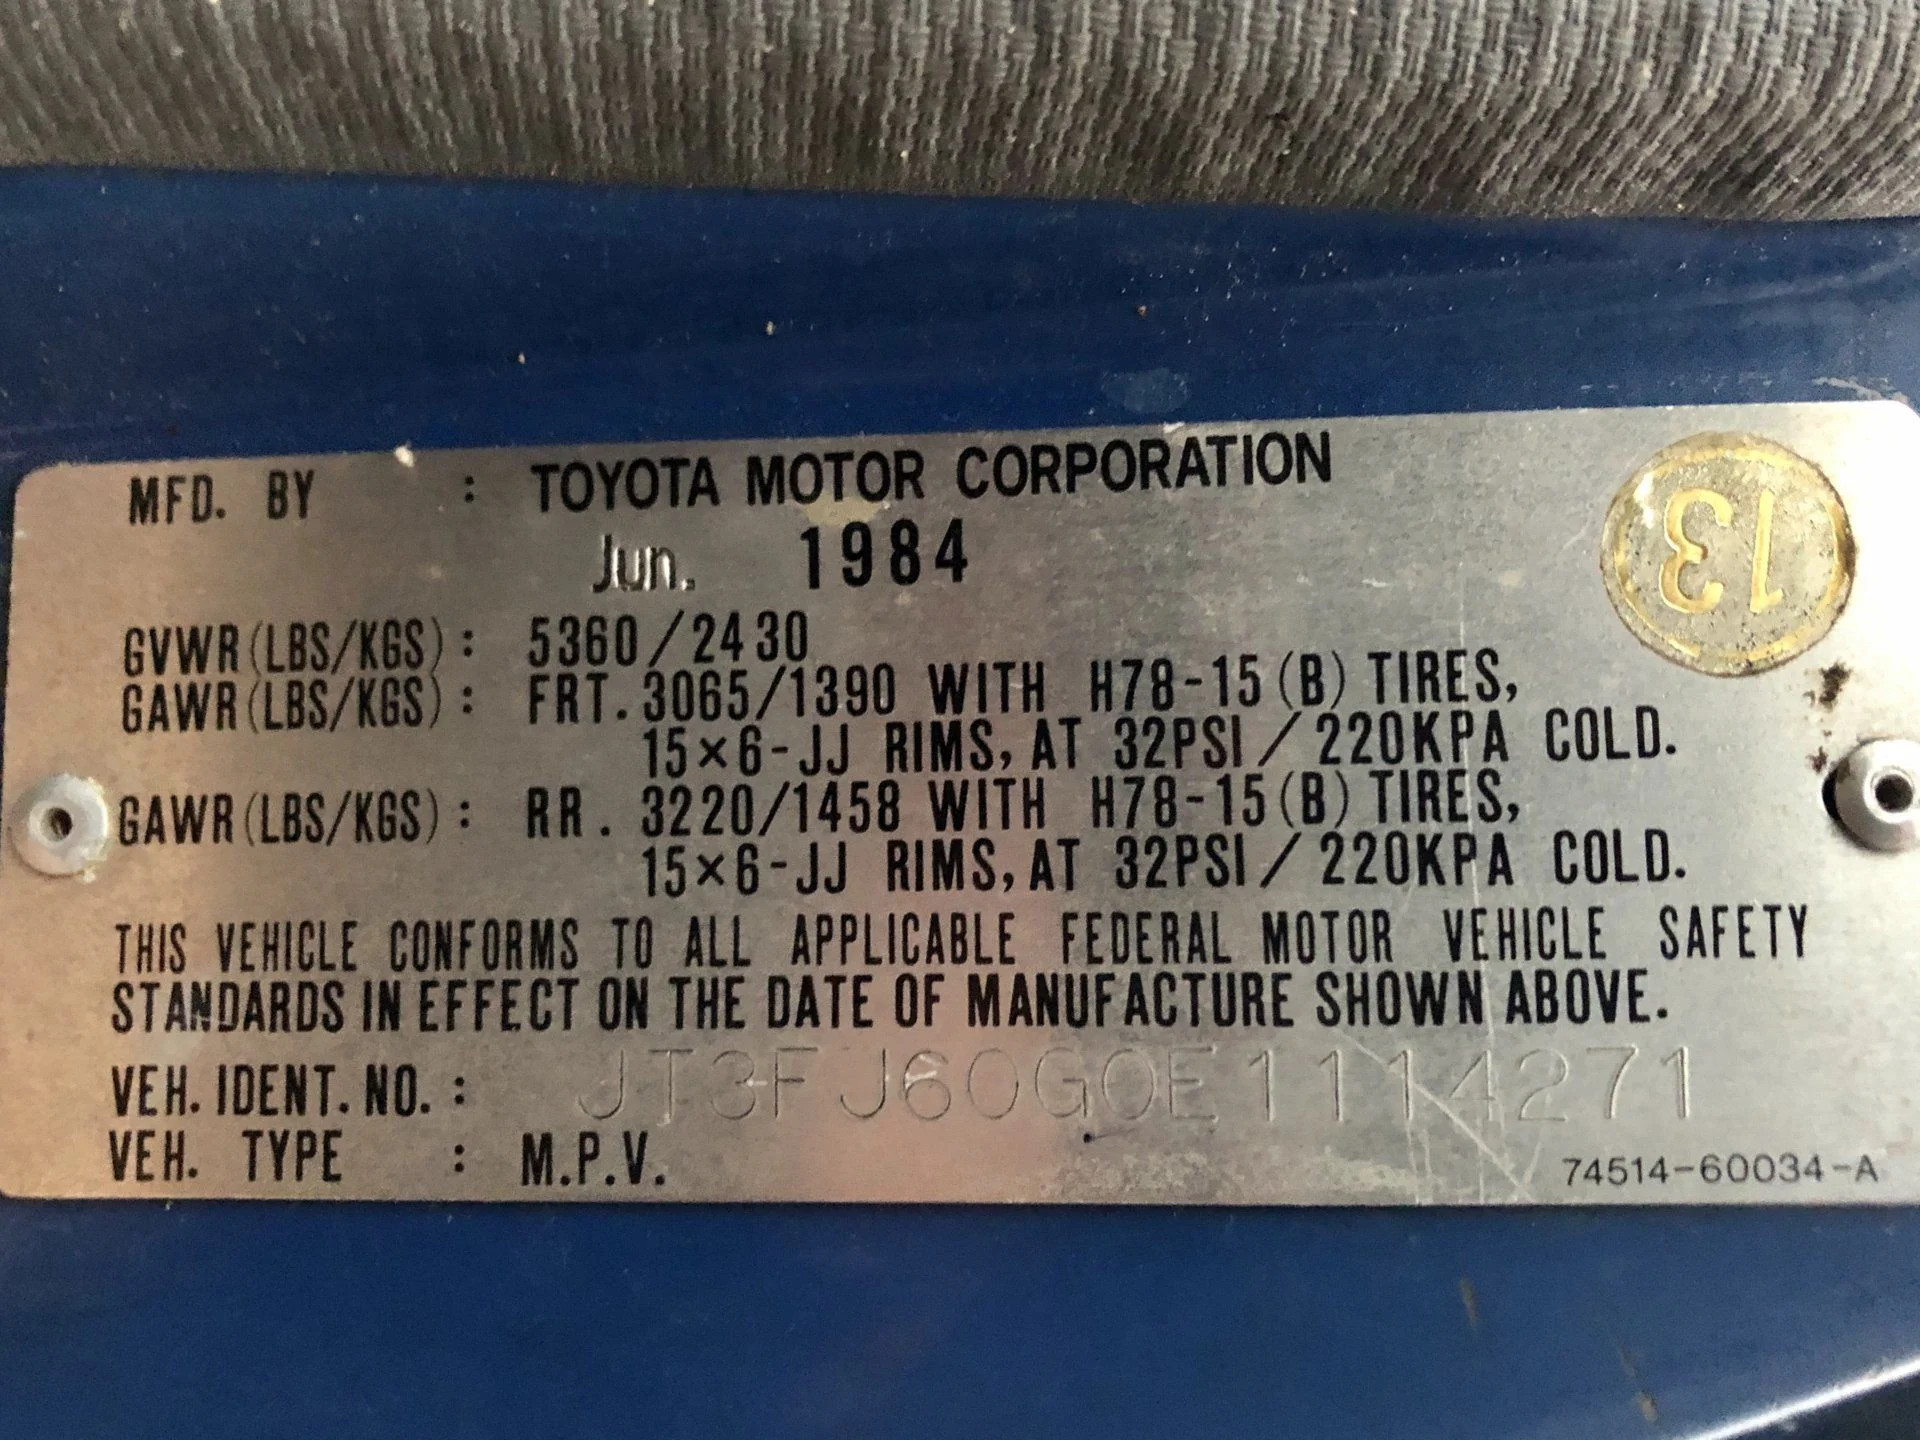 MFD. BY : TOYOTA MOTOR CORPORATION
Jun. 1984
13
GVWR(LBS/KGS): 5360/2430
GAWR(LBS/KGS): FRT. 3065/1390 WITH H78-15(B) TIRES,
15×6-JJ RIMS, AT 32PSI/220KPA COLD.
GAWR(LBS/KGS): RR. 3220/1458 WITH H78-15(B) TIRES,
15×6-JJ RIMS, AT 32PSI/220KPA COLD.
THIS VEHICLE CONFORMS TO ALL APPLICABLE FEDERAL MOTOR VEHICLE SAFETY
STANDARDS IN EFFECT ON THE DATE OF MANUFACTURE SHOWN ABOVE.
VEH. IDENT. NO. : JT3FJ60G0E1114271
VEH. TYPE : M.P.V.
74514-60034-A